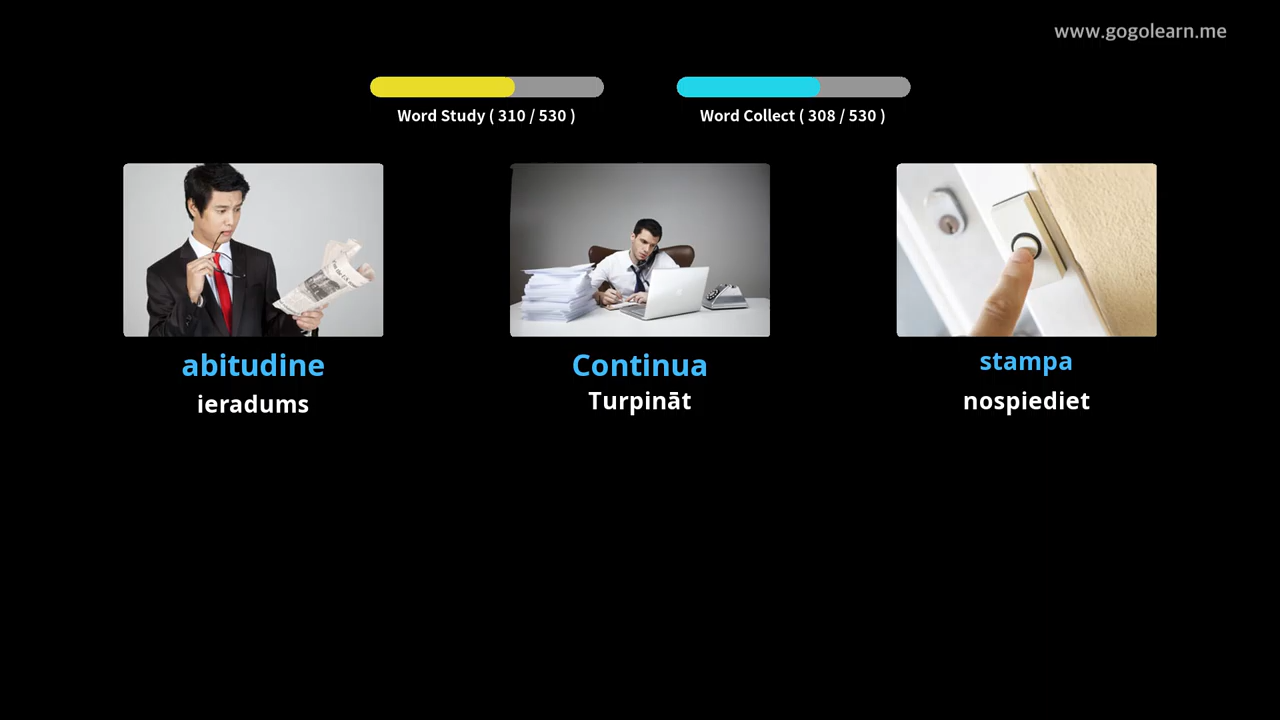 www.gogolearn.me
Word Study ( 310 / 530 )
Word Collect ( 308 / 530 )
abitudine
ieradums
Continua
Turpināt
stampa
nospiediet